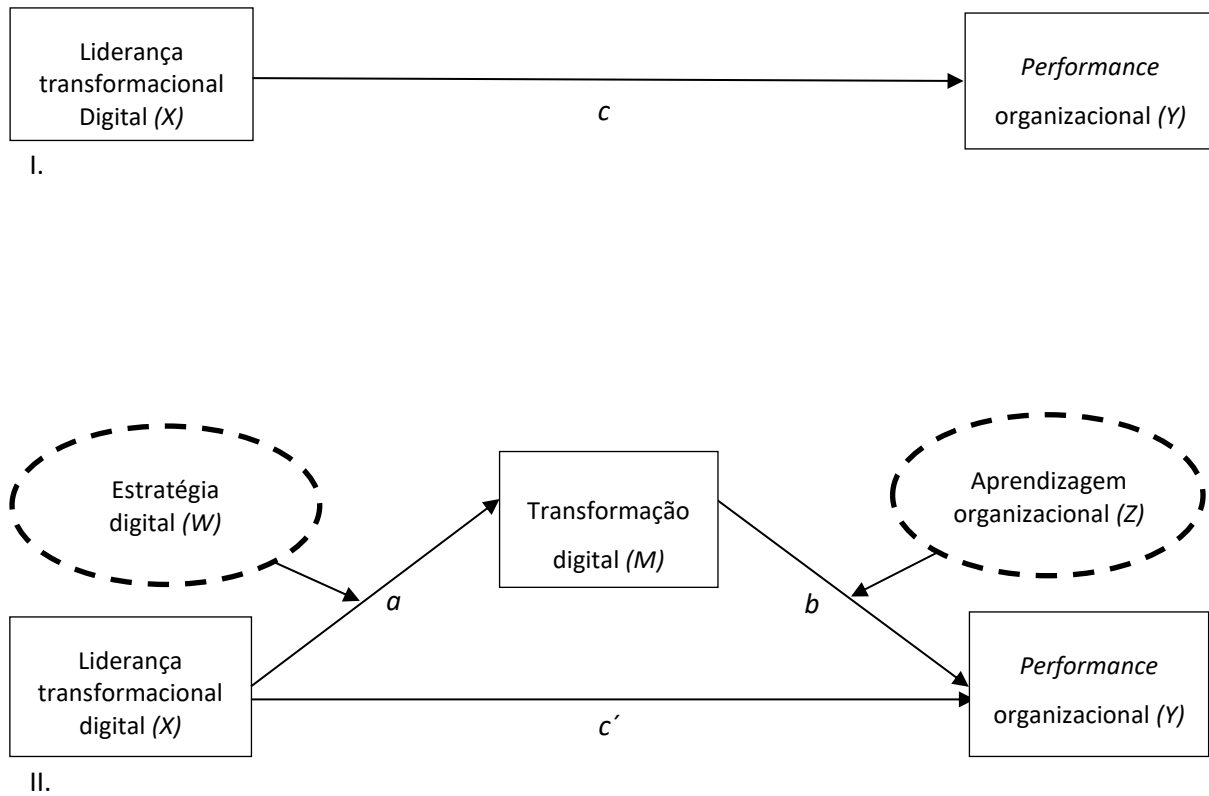 Liderança
transformacional
Digital (X)
c
Performance
organizacional (Y)
I.
Estratégia
digital (W)
Transformação
digital (M)
Aprendizagem
organizacional (Z)
a
b
Liderança
transformacional
digital (X)
c´
Performance
organizacional (Y)
II.